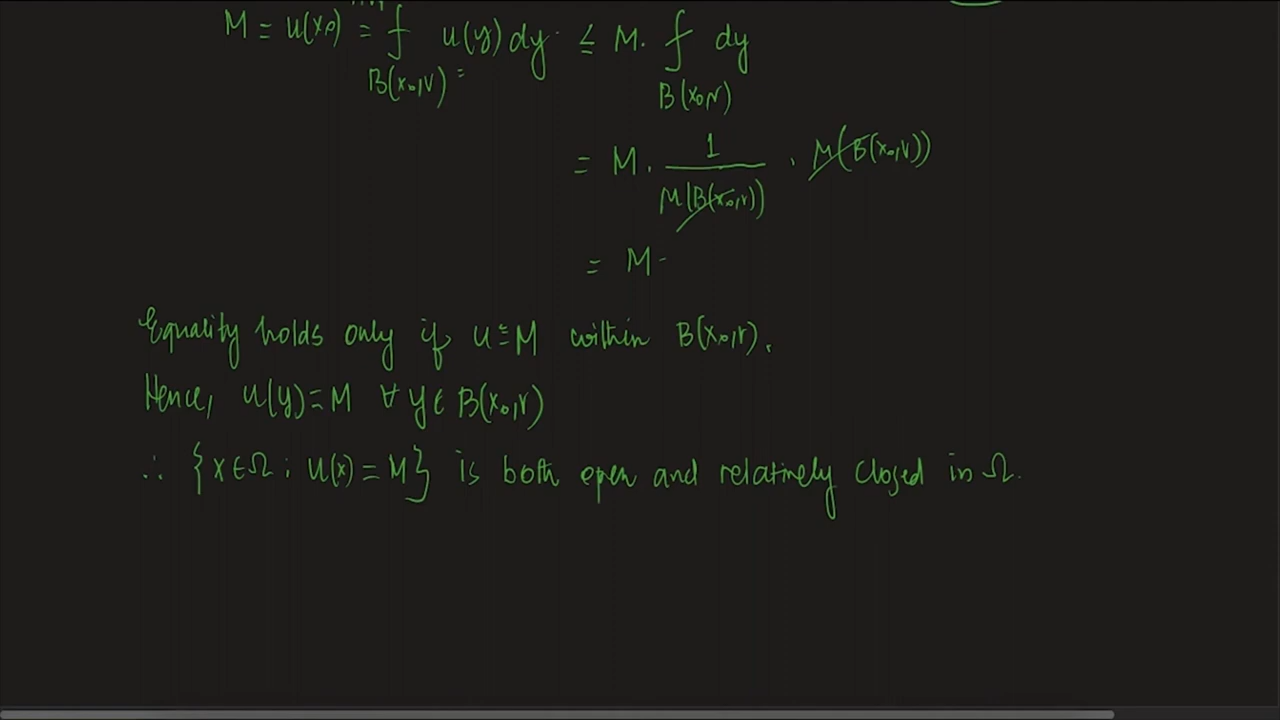 M = u(x₀) = ⨍ u(y) dy ≤ M · ⨍ dy
B(x₀,r) B(x₀,r)
= M · 1/M(B(x₀,r)) · M(B(x₀,r))
= M
Equality holds only if u ≡ M within B(x₀,r).
Hence, u(y) = M ∀ y ∈ B(x₀,r)
∴ {x ∈ Ω : u(x) = M} is both open and relatively closed in Ω.